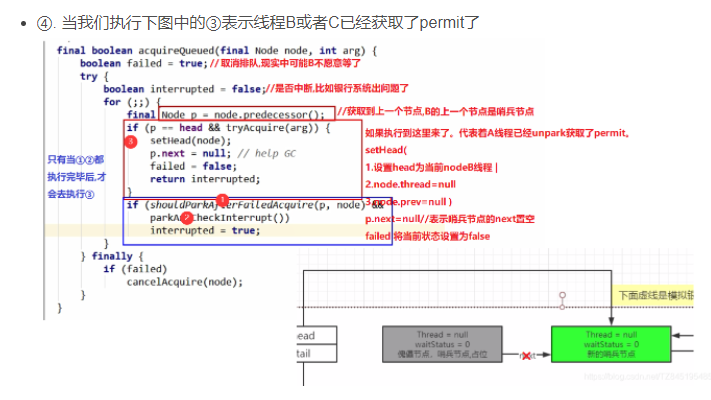 ④. 当我们执行下图中的③表示线程B或者C已经获取了permit了
final boolean acquireQueued(final Node node, int arg) {
boolean failed = true;//取消排队,现实中可能B不愿意等了
try {
boolean interrupted = false;//是否中断,比如银行系统出问题了
for (;;) {
final Node p = node.predecessor(); //获取到上一个节点,B的上一个节点是哨兵节点
if (p == head && tryAcquire(arg)) {
如果执行到这里来了。代表着A线程已经unpark获取了permit。
3 setHead(node);
setHead(
p.next = null; // help GC
只有当①②都
1.设置head为当前nodeB线程 |
failed = false;
执行完毕后,才
2.node.thread=null
return interrupted;
会去执行③
}
3.node.prev=null )
1
if (shouldParkAfterFailedAcquire(p, node) &&
p.next=null//表示哨兵节点的next置空
2
interrupted = true;
failed 将当前状态设置为false
}
} finally {
if (failed)
cancelAcquire(node);
}
}
下面虚线是模拟
ead
tail
Thread = null
waitStatus = 0
傀儡节点、哨兵节点,占位
Thread = null
waitStatus = 0
新的哨兵节点